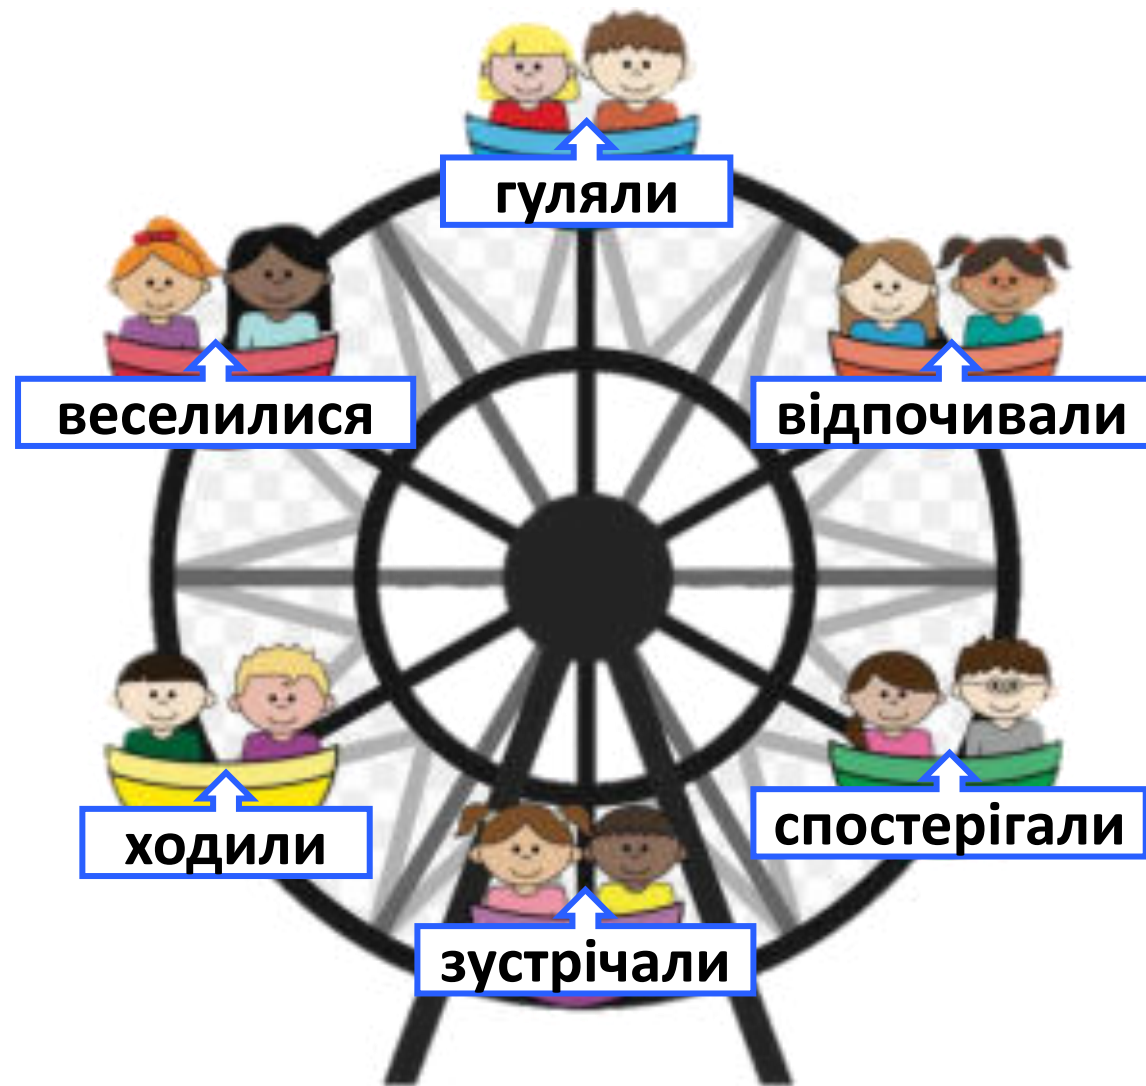 гуляли
веселилися
відпочивали
ходили
спостерігали
зустрічали